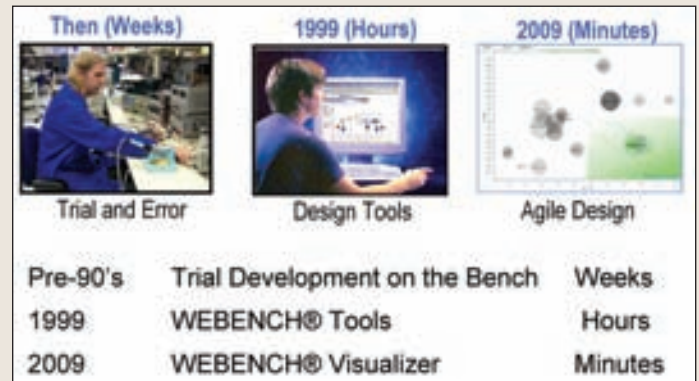 Then (Weeks) 1999 (Hours) 2009 (Minutes)
Trial and Error Design Tools Agile Design
Pre-90's Trial Development on the Bench Weeks
1999 WEBENCH® Tools Hours
2009 WEBENCH® Visualizer Minutes